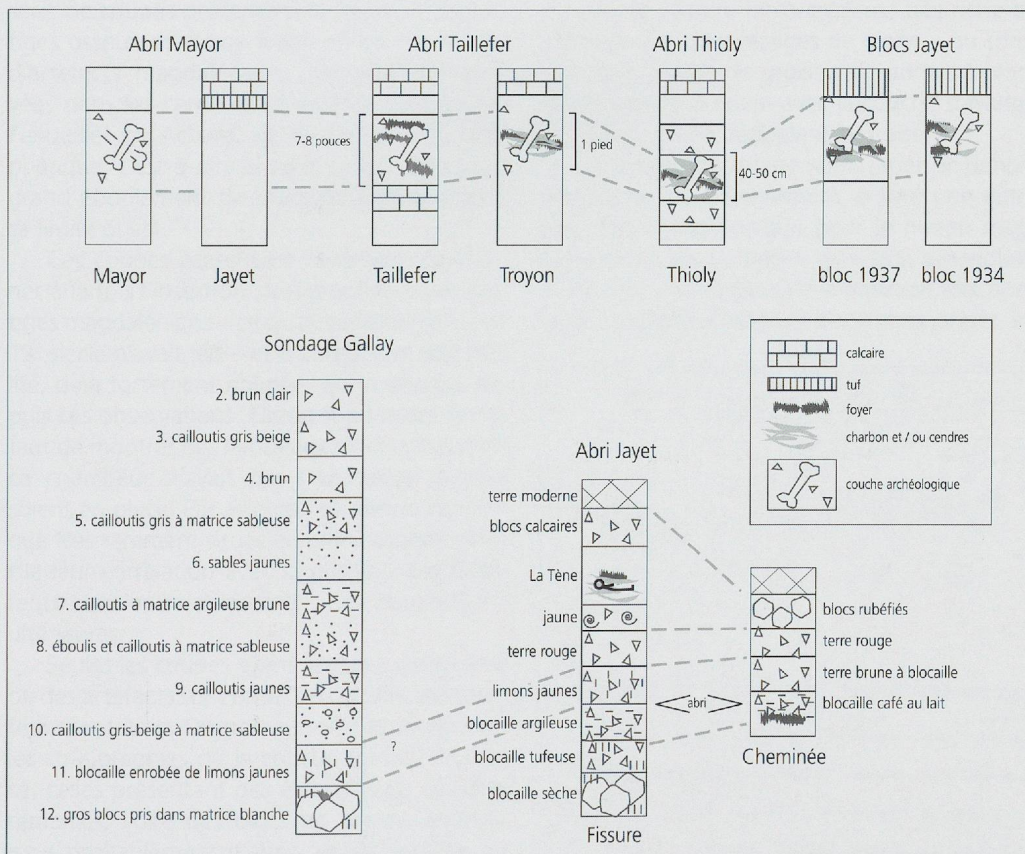 Abri Mayor
Abri Taillefer
Abri Thioly
Blocs Jayet
7-8 pouces
1 pied
40-50 cm
Mayor
Jayet
Taillefer
Troyon
Thioly
bloc 1937
bloc 1934
Sondage Gallay
2. brun clair
3. cailloutis gris beige
4. brun
5. cailloutis gris à matrice sableuse
6. sables jaunes
7. cailloutis à matrice argileuse brune
8. éboulis et cailloutis à matrice sableuse
9. cailloutis jaunes
10. cailloutis gris-beige à matrice sableuse
11. blocaille enrobée de limons jaunes
12. gros blocs pris dans matrice blanche
?
Abri Jayet
terre moderne
blocs calcaires
La Tène
jaune
terre rouge
limons jaunes
blocaille argileuse
blocaille tufeuse
blocaille sèche
Fissure
abri
calcaire
tuf
foyer
charbon et / ou cendres
couche archéologique
blocs rubéfiés
terre rouge
terre brune à blocaille
blocaille café au lait
Cheminée